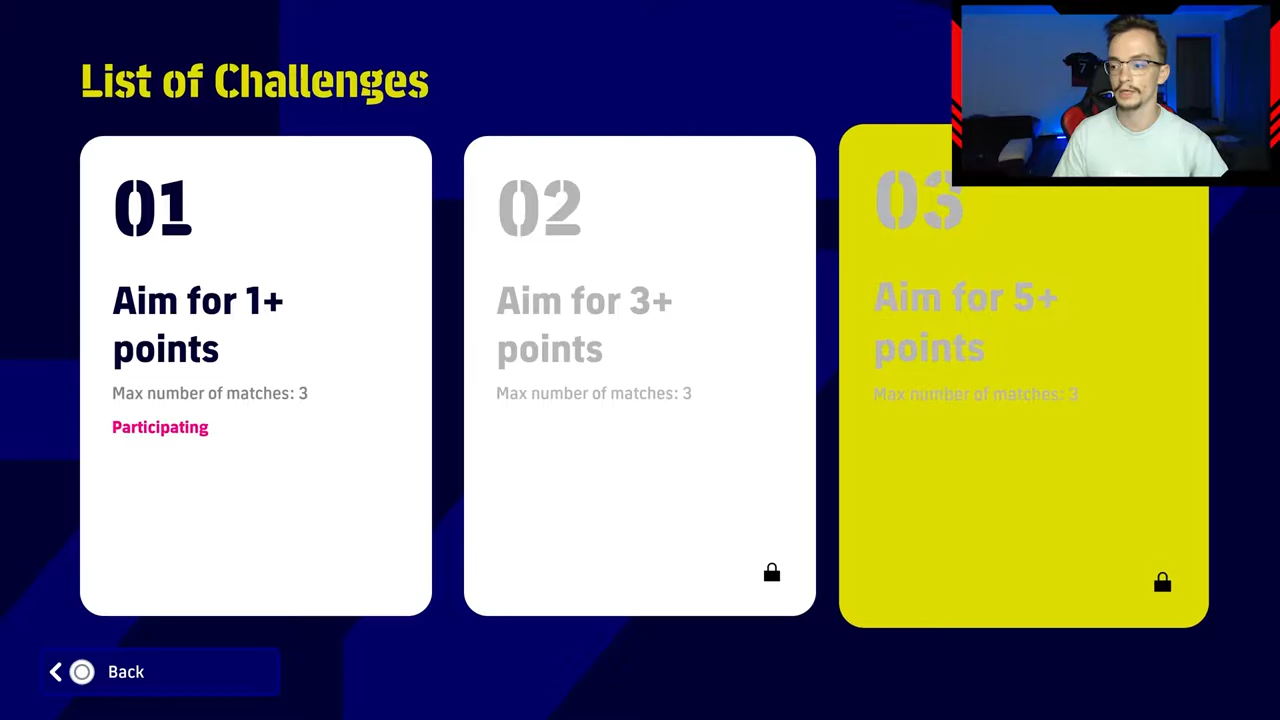 List of Challenges
01
Aim for 1+
points
Max number of matches: 3
Participating
02
Aim for 3+
points
Max number of matches: 3
03
Aim for 5+
points
Max number of matches: 3
Back
7